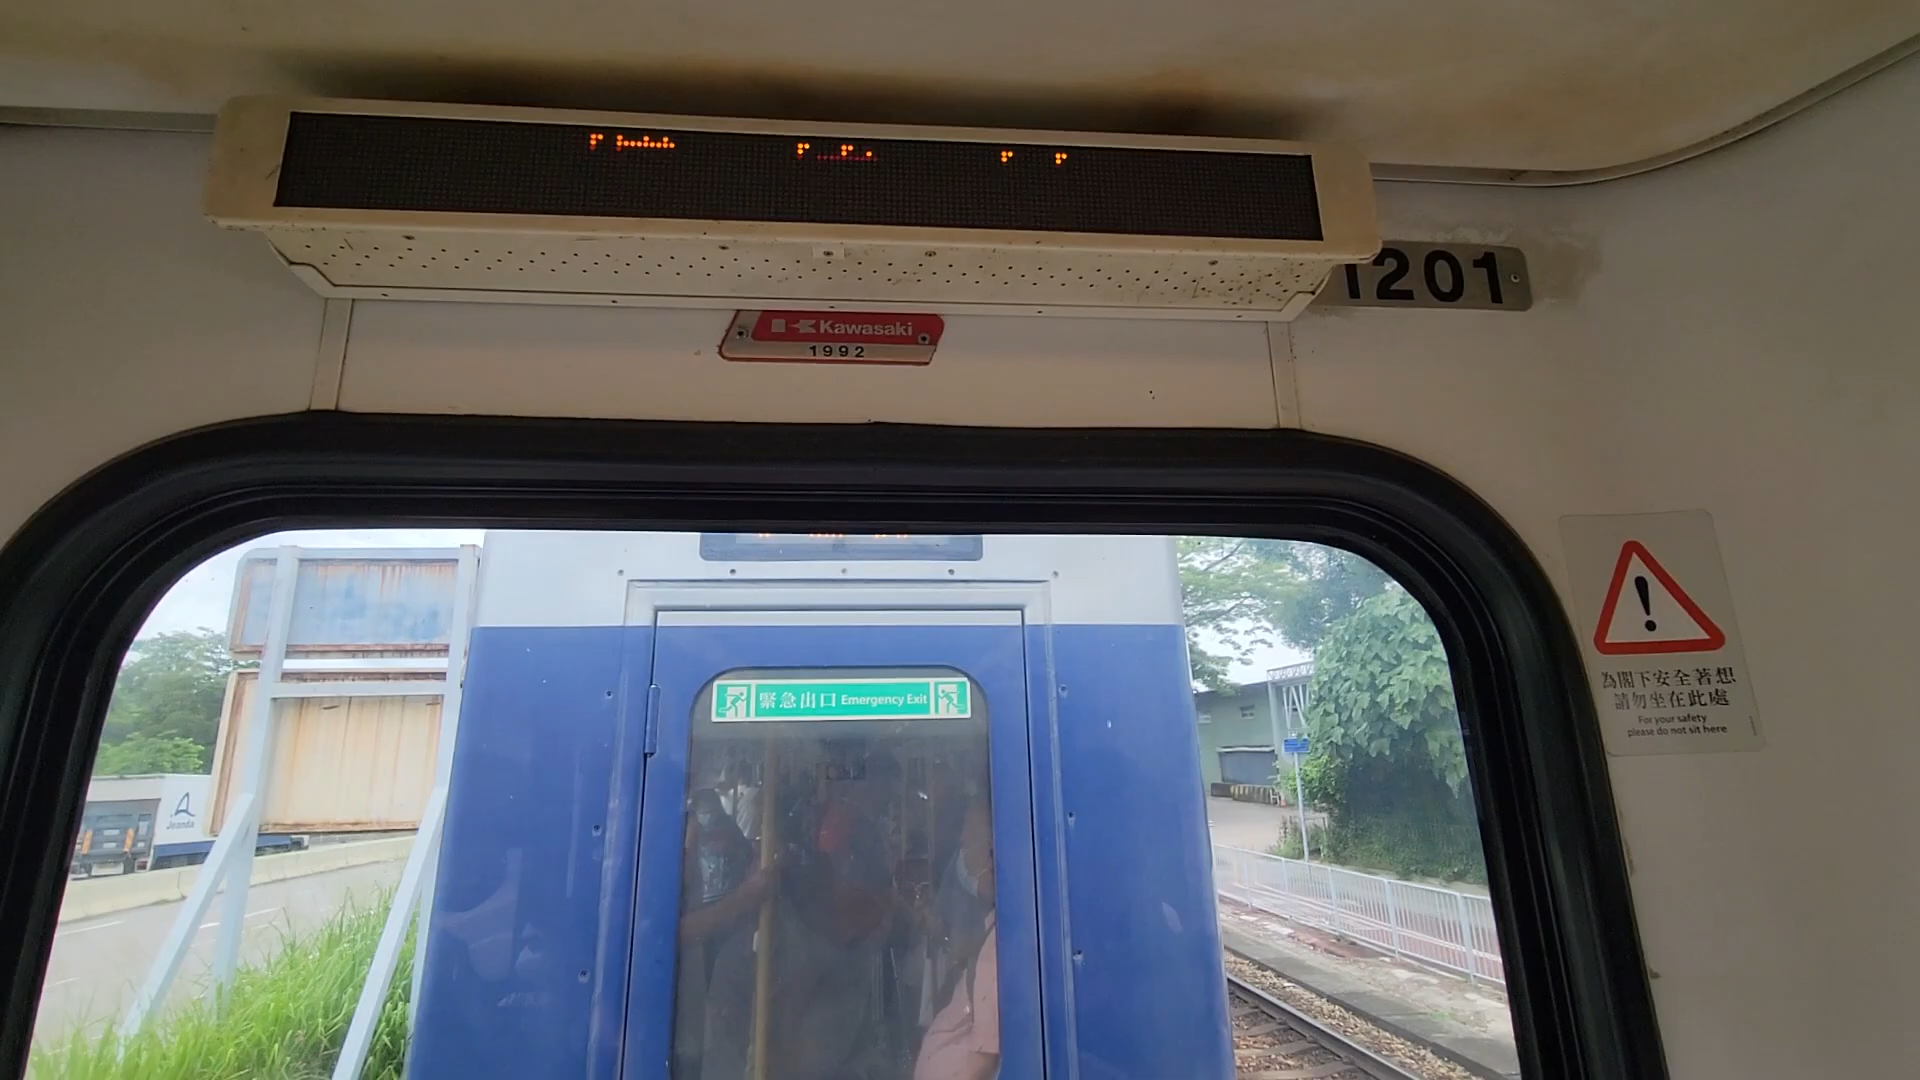 1201
Kawasaki
1992
緊急出口 Emergency Exit
為閣下安全著想
請勿坐在此處
For your safety
please do not sit here
Jeanda